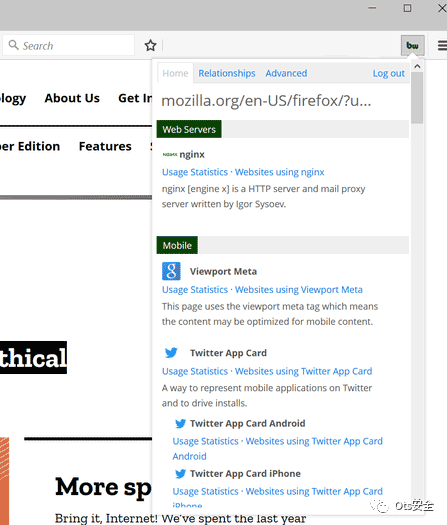 Search
bw
ology About Us Get In
per Edition Features S
thical
More sp
Bring it, Internet! We've spent the last year
Home Relationships Advanced Log out
mozilla.org/en-US/firefox/?u...
Web Servers
NGINX nginx
Usage Statistics · Websites using nginx
nginx [engine x] is a HTTP server and mail proxy
server written by Igor Sysoev.
Mobile
g Viewport Meta
Usage Statistics · Websites using Viewport Meta
This page uses the viewport meta tag which means
the content may be optimized for mobile content.
Twitter App Card
Usage Statistics · Websites using Twitter App Card
A way to represent mobile applications on Twitter
and to drive installs.
Twitter App Card Android
Usage Statistics · Websites using Twitter App Card
Android
Twitter App Card iPhone
Usage Statistics · Websites using Twitter App Card
iPhone
Ots安全